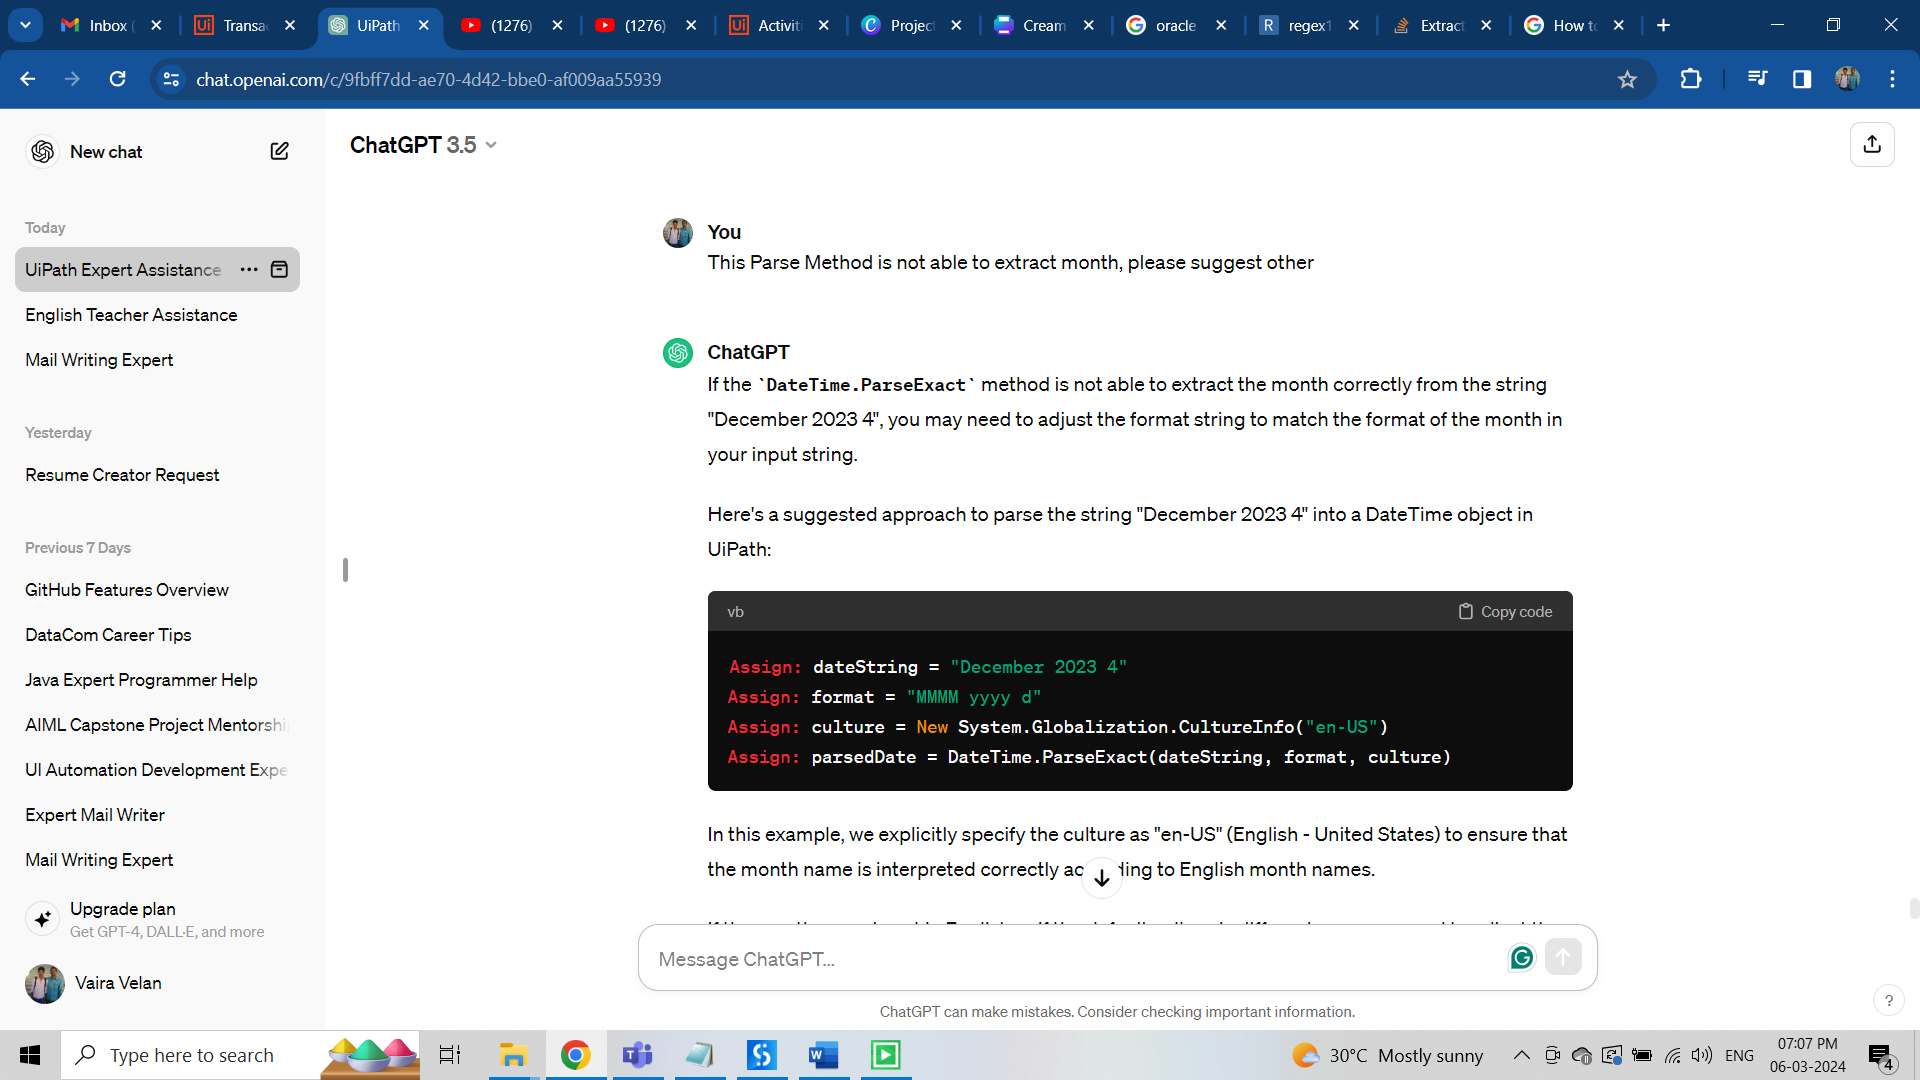 Inbox (
Transa
UiPath
(1276)
(1276)
Activiti
Project
Cream
oracle
regex1
Extract
How to
chat.openai.com/c/9fbff7dd-ae70-4d42-bbe0-af009aa55939
New chat
Today
UiPath Expert Assistance
English Teacher Assistance
Mail Writing Expert
Yesterday
Resume Creator Request
Previous 7 Days
GitHub Features Overview
DataCom Career Tips
Java Expert Programmer Help
AIML Capstone Project Mentorshi
UI Automation Development Expe
Expert Mail Writer
Mail Writing Expert
Upgrade plan
Get GPT-4, DALL·E, and more
Vaira Velan
ChatGPT 3.5
You
This Parse Method is not able to extract month, please suggest other
ChatGPT
If the `DateTime.ParseExact` method is not able to extract the month correctly from the string
"December 2023 4", you may need to adjust the format string to match the format of the month in
your input string.
Here's a suggested approach to parse the string "December 2023 4" into a DateTime object in
UiPath:
vb
Copy code
Assign: dateString = "December 2023 4"
Assign: format = "MMMM yyyy d"
Assign: culture = New System.Globalization.CultureInfo("en-US")
Assign: parsedDate = DateTime.ParseExact(dateString, format, culture)
In this example, we explicitly specify the culture as "en-US" (English - United States) to ensure that
the month name is interpreted correctly ac ding to English month names.
Message ChatGPT...
ChatGPT can make mistakes. Consider checking important information.
?
Type here to search
30°C Mostly sunny
ENG
07:07 PM
06-03-2024
4